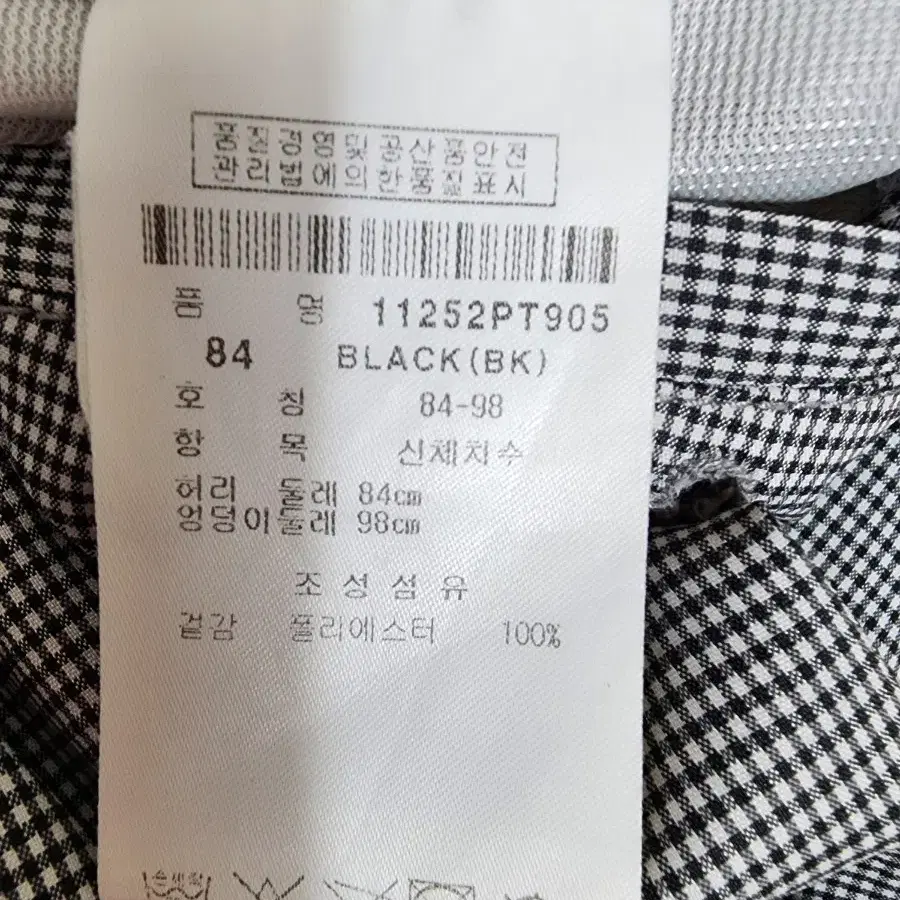 품질경영및공산품안전
관리법에의한품질표시
품 명 11252PT905
84 BLACK(BK)
호 칭 84-98
항 목 신체치수
허리 둘레 84cm
엉덩이둘레 98cm
조성섬유
겉감 폴리에스터 100%
손세탁